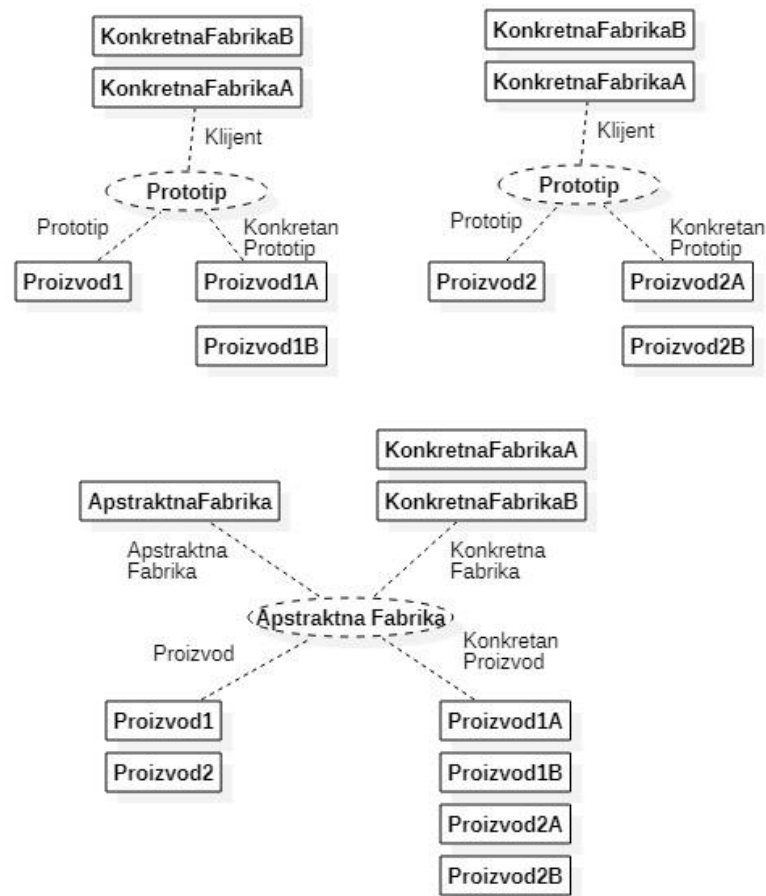 KonkretnaFabrikaB
KonkretnaFabrikaA
Klijent
Prototip
Prototip
Konkretan
Prototip
Proizvod1
Proizvod1A
Proizvod1B
KonkretnaFabrikaB
KonkretnaFabrikaA
Klijent
Prototip
Prototip
Konkretan
Prototip
Proizvod2
Proizvod2A
Proizvod2B
KonkretnaFabrikaA
ApstraktnaFabrika
KonkretnaFabrikaB
Apstraktna
Fabrika
Konkretna
Fabrika
Apstraktna Fabrika
Proizvod
Konkretan
Proizvod
Proizvod1
Proizvod2
Proizvod1A
Proizvod1B
Proizvod2A
Proizvod2B